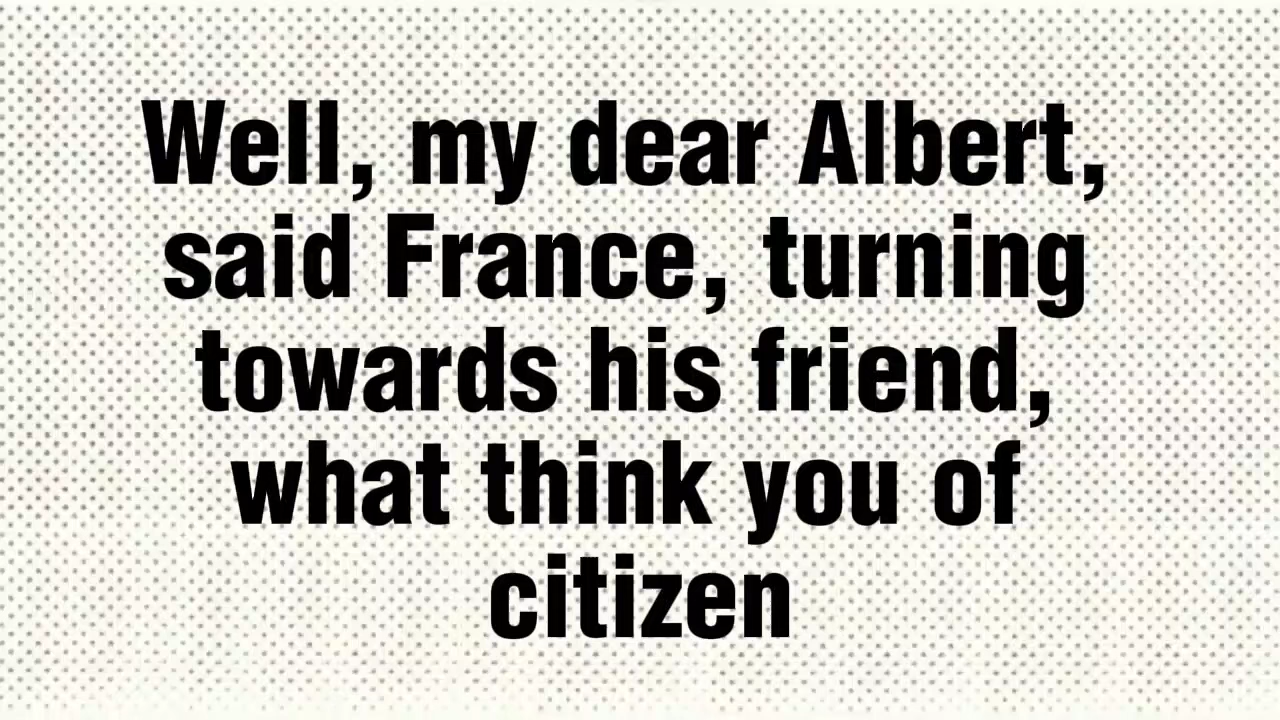 Well, my dear Albert,
said France, turning
towards his friend,
what think you of
citizen